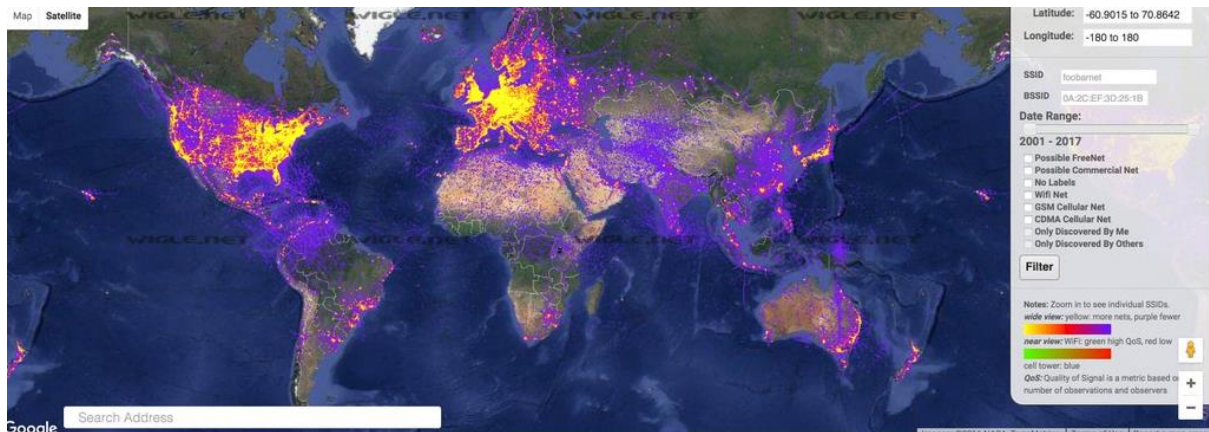 Map Satellite
WIGLE.NET WIGLE.NET WIGLE.NET WIGLE.NET
Latitude: -60.9015 to 70.8642
Longitude: -180 to 180
SSID foobarnet
BSSID 0A:2C:EF:3D:25:1B
Date Range:
2001 - 2017
Possible FreeNet
Possible Commercial Net
No Labels
Wifi Net
GSM Cellular Net
CDMA Cellular Net
Only Discovered By Me
Only Discovered By Others
WIGLE.NET WIGLE.NET WIGLE.NET WIGLE.NET
Filter
Notes: Zoom in to see individual SSIDs.
wide view: yellow: more nets, purple fewer
near view: WiFi: green high QoS, red low
cell tower: blue
QoS: Quality of Signal is a metric based
number of observations and observers
+
−
Search Address
Google